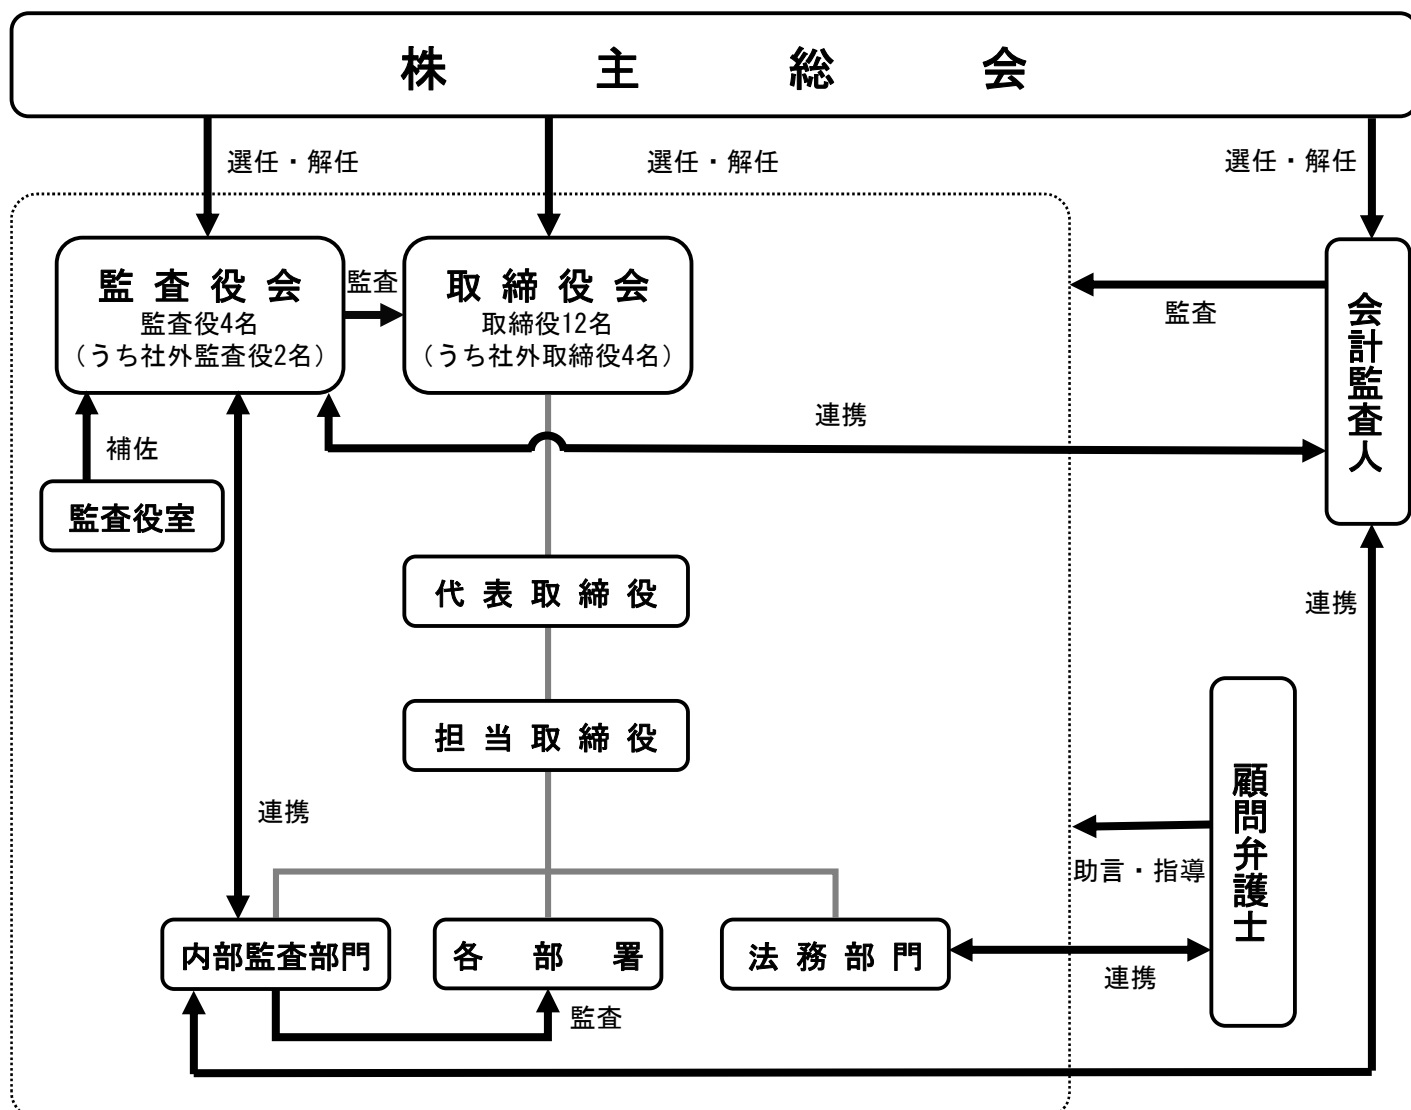 株主総会
選任・解任
選任・解任
選任・解任
監査役会
監査役4名
（うち社外監査役2名）
監査
取締役会
取締役12名
（うち社外取締役4名）
監査
会計監査人
連携
補佐
監査役室
代表取締役
連携
担当取締役
顧問弁護士
連携
助言・指導
内部監査部門
各部署
法務部門
連携
監査